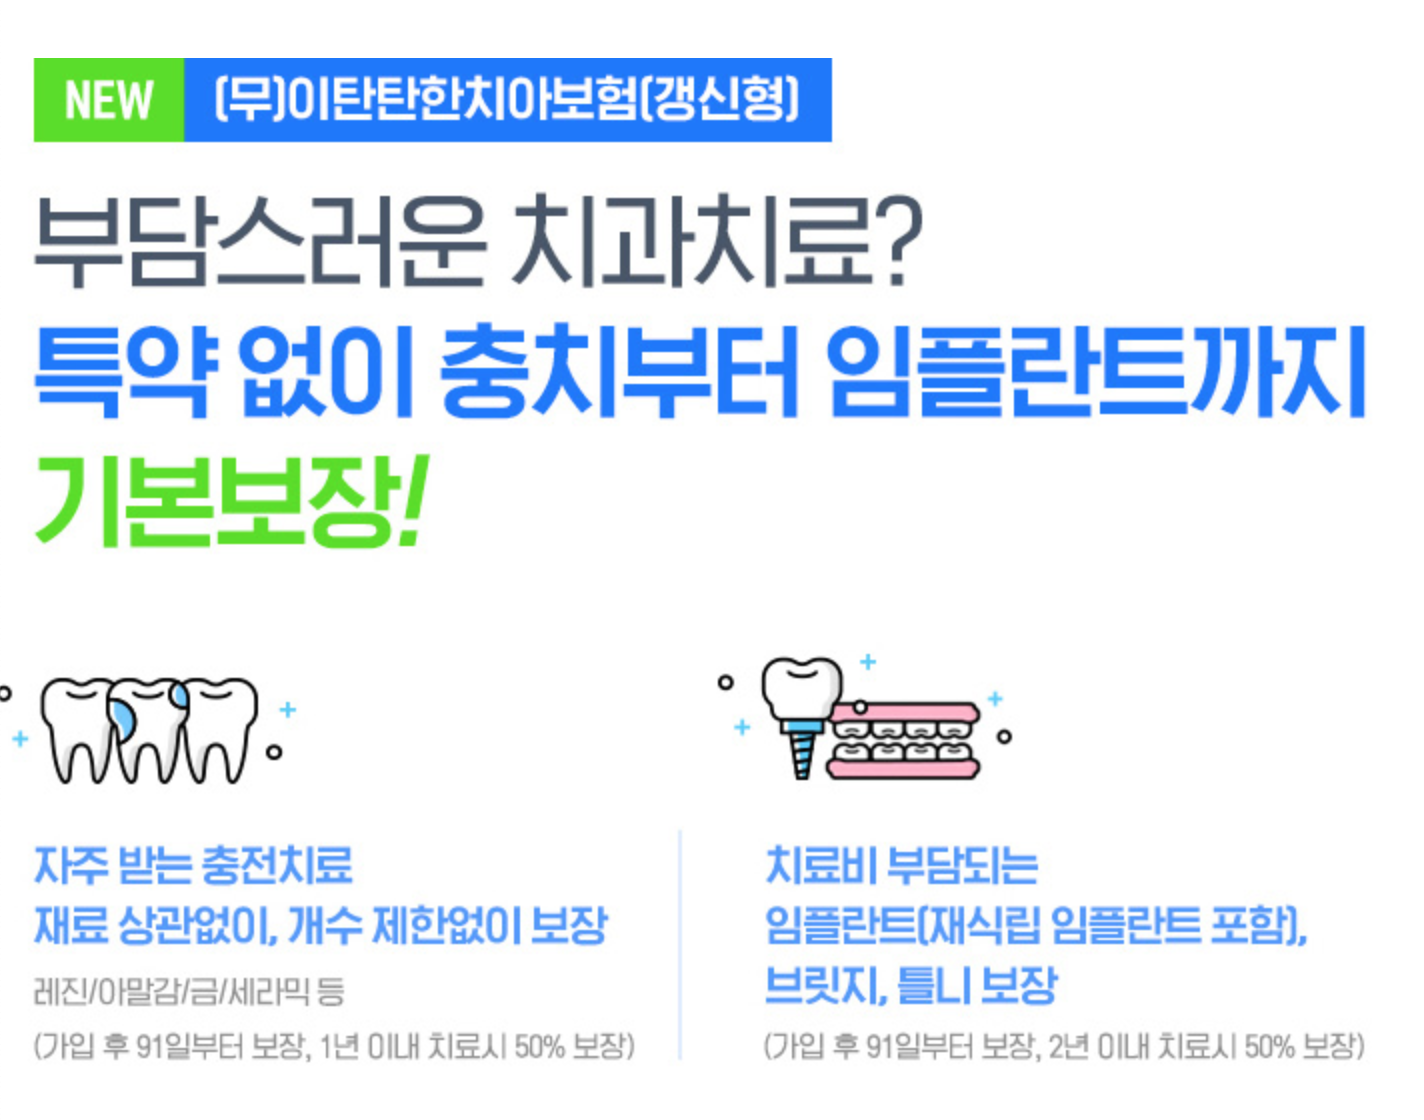 NEW (무)이탄탄한치아보험(갱신형)
부담스러운 치과치료?
특약 없이 충치부터 임플란트까지
기본보장!
자주 받는 충전치료
재료 상관없이, 개수 제한없이 보장
레진/아말감/금/세라믹 등
(가입 후 91일부터 보장, 1년 이내 치료시 50% 보장)
치료비 부담되는
임플란트(재식립 임플란트 포함),
브릿지, 틀니 보장
(가입 후 91일부터 보장, 2년 이내 치료시 50% 보장)